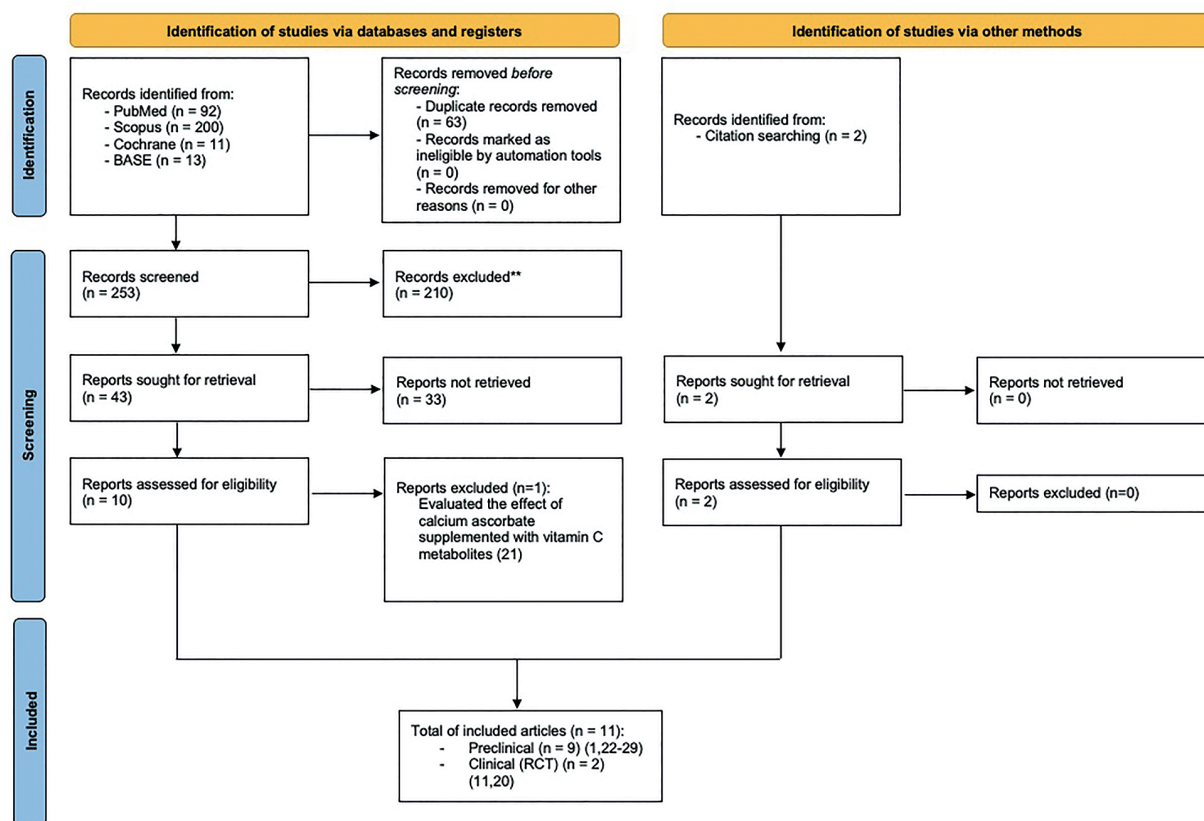 Identification of studies via databases and registers
Identification of studies via other methods
Identification
Records identified from:
- PubMed (n = 92)
- Scopus (n = 200)
- Cochrane (n = 11)
- BASE (n = 13)
Records removed before
screening:
- Duplicate records removed
(n = 63)
- Records marked as
ineligible by automation tools
(n = 0)
- Records removed for other
reasons (n = 0)
Records identified from:
- Citation searching (n = 2)
Screening
Records screened
(n = 253)
Records excluded**
(n = 210)
Reports sought for retrieval
(n = 43)
Reports not retrieved
(n = 33)
Reports sought for retrieval
(n = 2)
Reports not retrieved
(n = 0)
Reports assessed for eligibility
(n = 10)
Reports excluded (n=1):
Evaluated the effect of
calcium ascorbate
supplemented with vitamin C
metabolites (21)
Reports assessed for eligibility
(n = 2)
Reports excluded (n=0)
Included
Total of included articles (n = 11):
- Preclinical (n = 9) (1,22-29)
- Clinical (RCT) (n = 2)
(11,20)